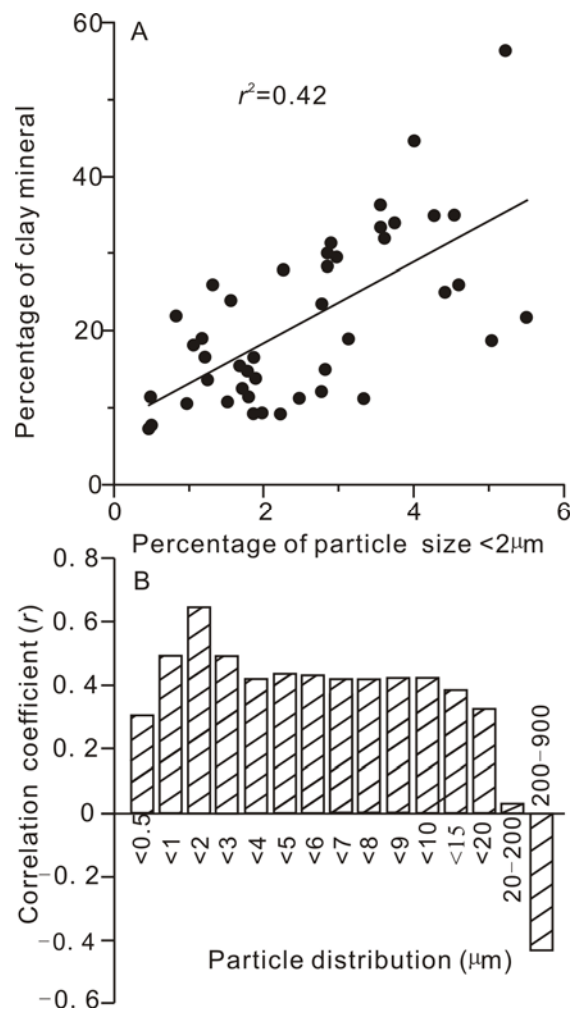 A
r²=0.42
Percentage of clay mineral
60
40
20
0
0 2 4 6
Percentage of particle size <2μm
B
Correlation coefficient (r)
0. 8
0. 6
0. 4
0. 2
0
−0. 2
−0. 4
−0. 6
<0.5 <1 <2 <3 <4 <5 <6 <7 <8 <9 <10 <15 <20 20−200 200−900
Particle distribution (μm)